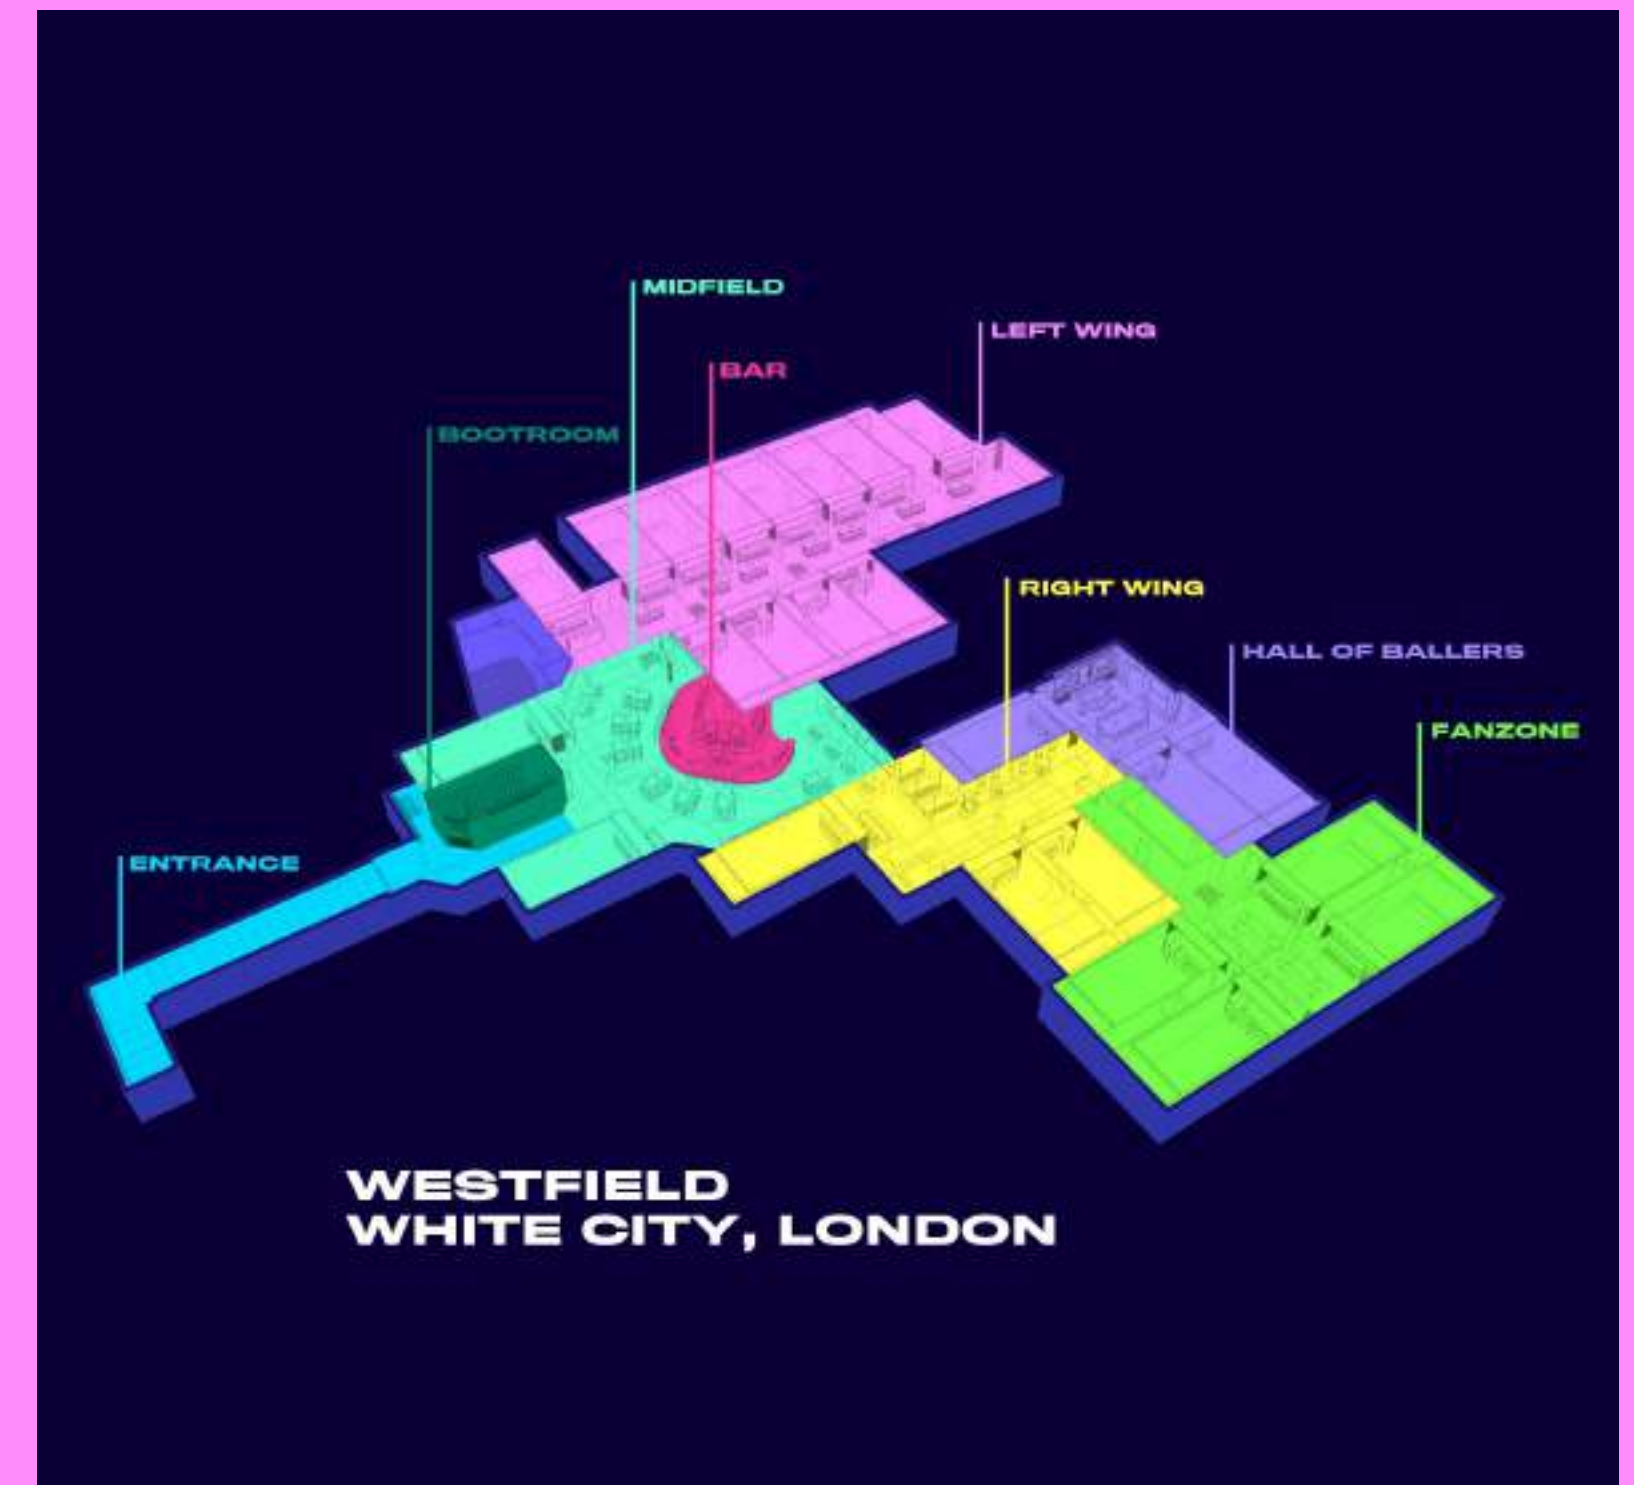 MIDFIELD
LEFT WING
BAR
BOOTROOM
RIGHT WING
HALL OF BALLERS
FANZONE
ENTRANCE
WESTFIELD
WHITE CITY, LONDON